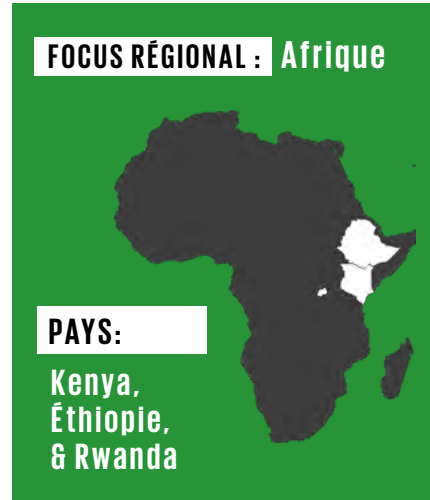 FOCUS RÉGIONAL : Afrique
PAYS:
Kenya,
Éthiopie,
& Rwanda